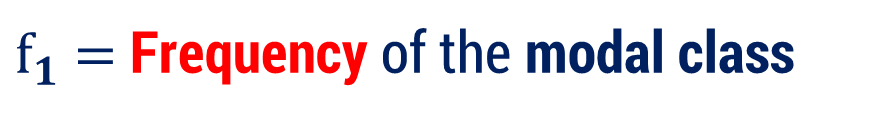 f₁ = Frequency of the modal class